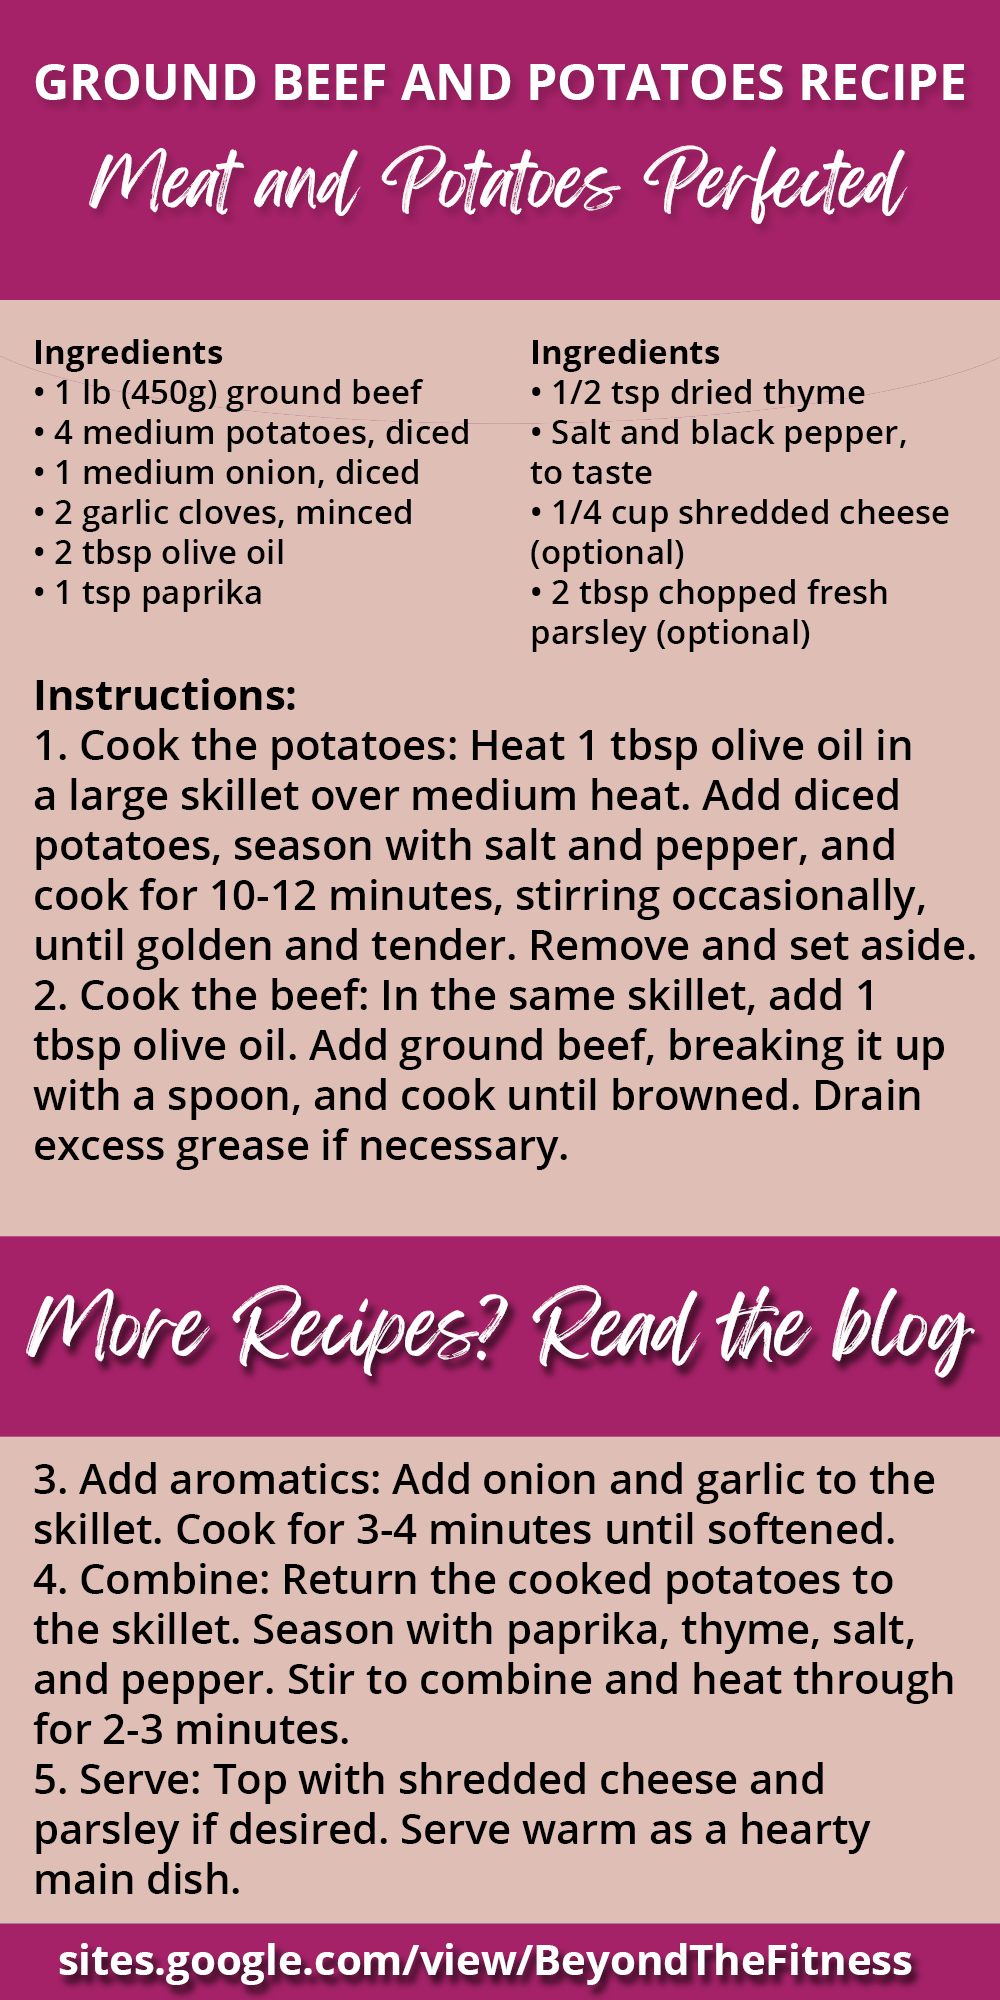 GROUND BEEF AND POTATOES RECIPE
Meat and Potatoes Perfected
Ingredients
• 1 lb (450g) ground beef
• 4 medium potatoes, diced
• 1 medium onion, diced
• 2 garlic cloves, minced
• 2 tbsp olive oil
• 1 tsp paprika
Ingredients
• 1/2 tsp dried thyme
• Salt and black pepper,
to taste
• 1/4 cup shredded cheese
(optional)
• 2 tbsp chopped fresh
parsley (optional)
Instructions:
1. Cook the potatoes: Heat 1 tbsp olive oil in
a large skillet over medium heat. Add diced
potatoes, season with salt and pepper, and
cook for 10-12 minutes, stirring occasionally,
until golden and tender. Remove and set aside.
2. Cook the beef: In the same skillet, add 1
tbsp olive oil. Add ground beef, breaking it up
with a spoon, and cook until browned. Drain
excess grease if necessary.
More Recipes? Read the blog
3. Add aromatics: Add onion and garlic to the
skillet. Cook for 3-4 minutes until softened.
4. Combine: Return the cooked potatoes to
the skillet. Season with paprika, thyme, salt,
and pepper. Stir to combine and heat through
for 2-3 minutes.
5. Serve: Top with shredded cheese and
parsley if desired. Serve warm as a hearty
main dish.
sites.google.com/view/BeyondTheFitness